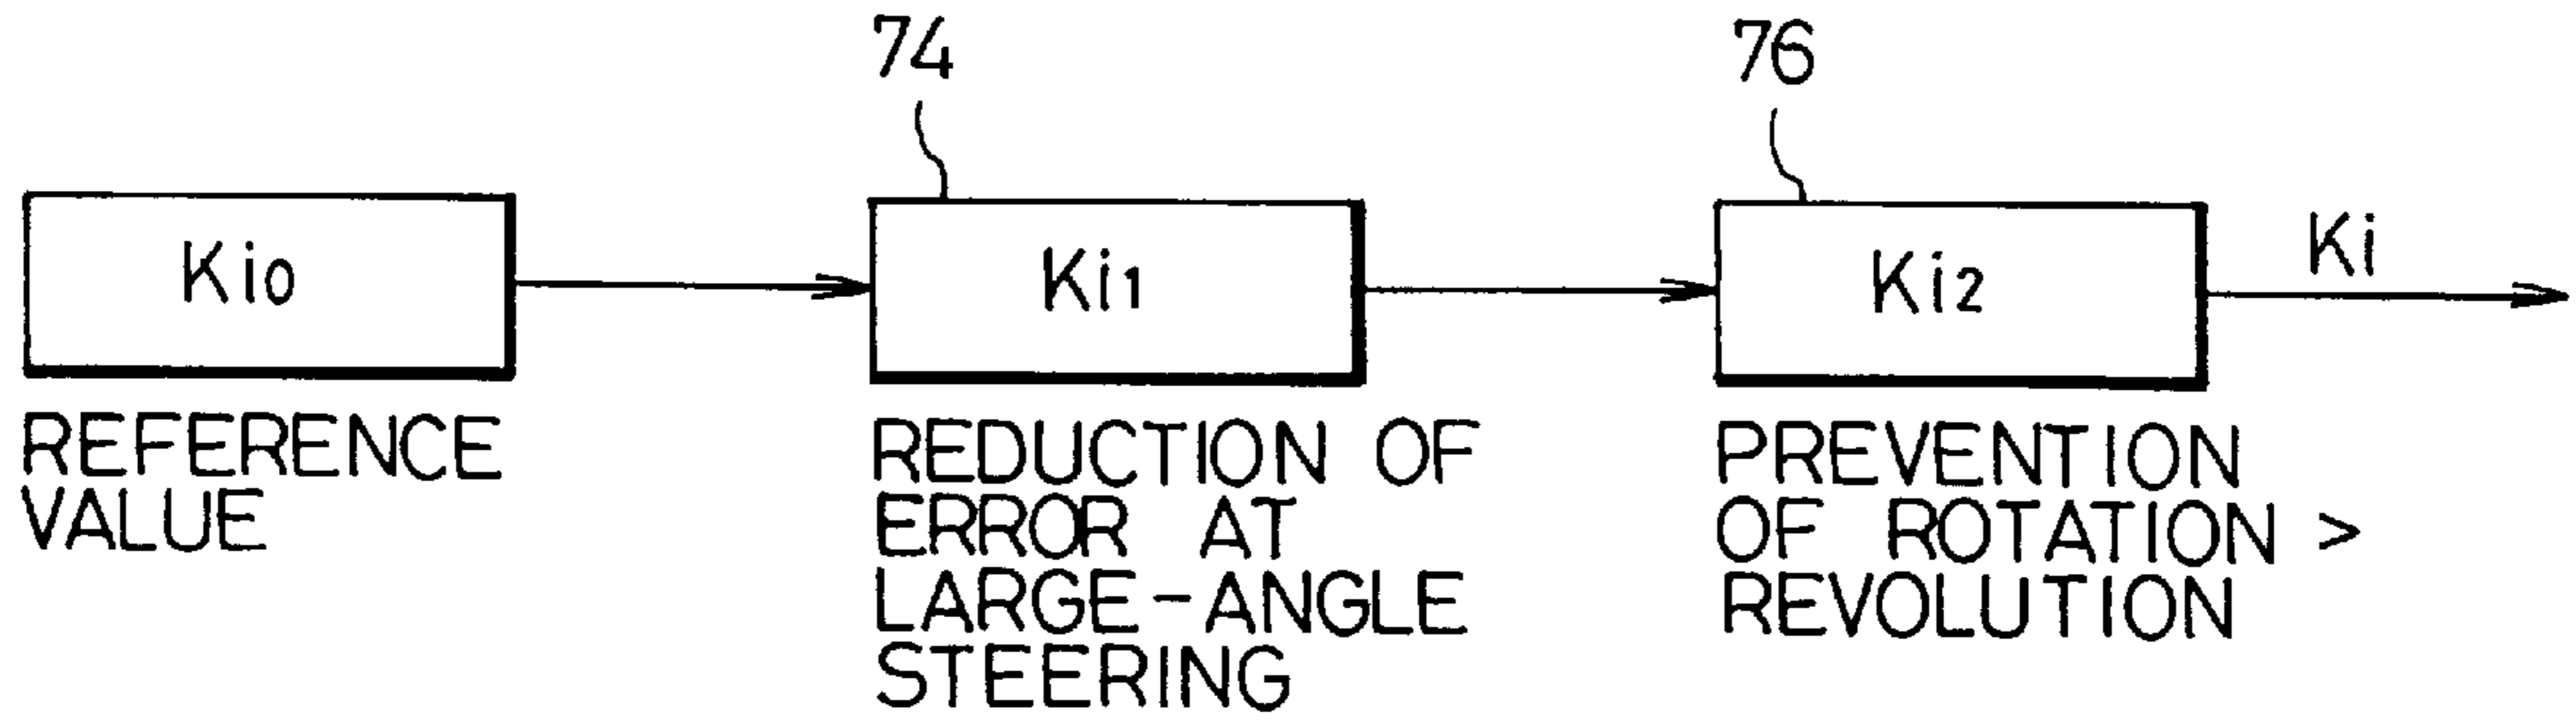 74
76
Ki0
Ki1
Ki2
Ki
REFERENCE
VALUE
REDUCTION OF
ERROR AT
LARGE-ANGLE
STEERING
PREVENTION
OF ROTATION >
REVOLUTION